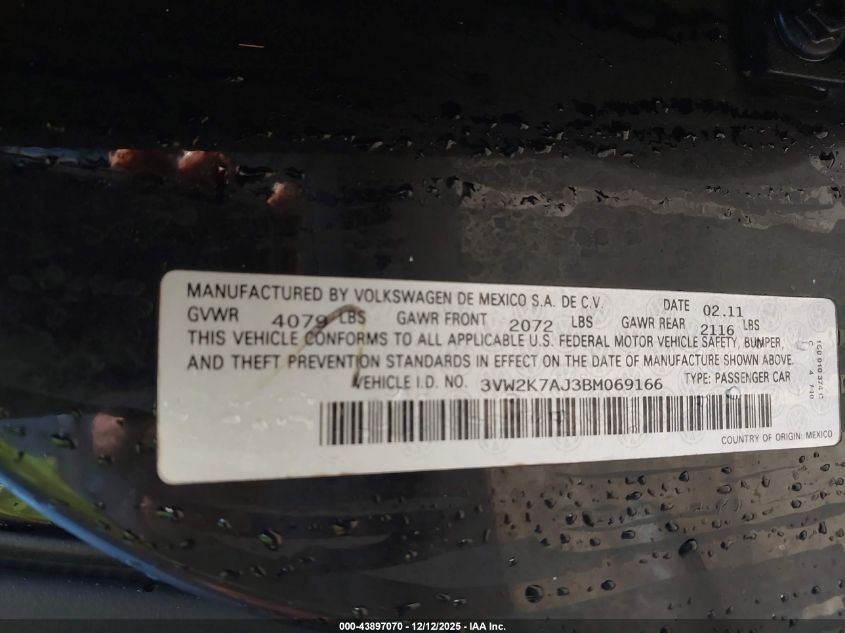 MANUFACTURED BY VOLKSWAGEN DE MEXICO S.A. DE C.V. DATE 02.11
GVWR 4079 LBS GAWR FRONT 2072 LBS GAWR REAR 2116 LBS
THIS VEHICLE CONFORMS TO ALL APPLICABLE U.S. FEDERAL MOTOR VEHICLE SAFETY, BUMPER,
AND THEFT PREVENTION STANDARDS IN EFFECT ON THE DATE OF MANUFACTURE SHOWN ABOVE.
VEHICLE I.D. NO. 3VW2K7AJ3BM069166 TYPE: PASSENGER CAR
COUNTRY OF ORIGIN: MEXICO
1G0 010 374 C
000-43897070 - 12/12/2025 - IAA Inc.